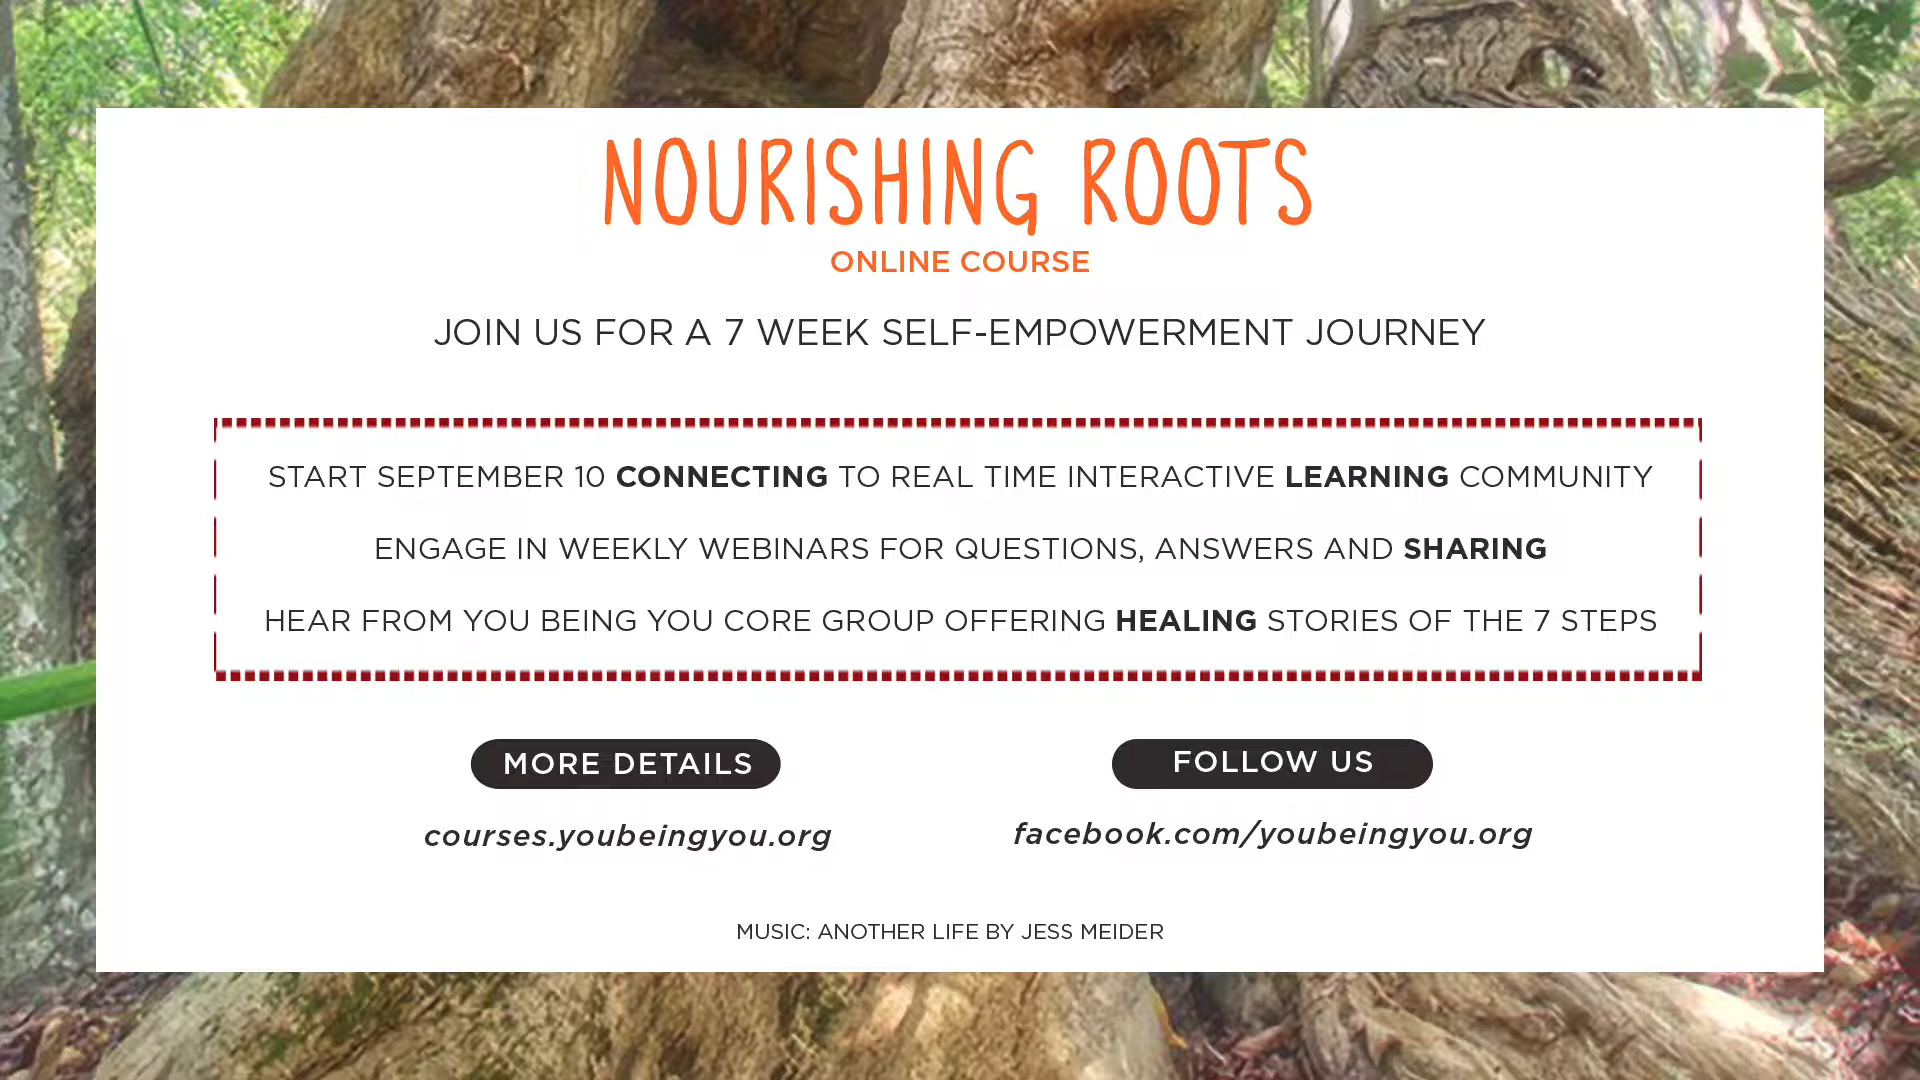 NOURISHING ROOTS
ONLINE COURSE
JOIN US FOR A 7 WEEK SELF-EMPOWERMENT JOURNEY
START SEPTEMBER 10 CONNECTING TO REAL TIME INTERACTIVE LEARNING COMMUNITY
ENGAGE IN WEEKLY WEBINARS FOR QUESTIONS, ANSWERS AND SHARING
HEAR FROM YOU BEING YOU CORE GROUP OFFERING HEALING STORIES OF THE 7 STEPS
MORE DETAILS
courses.youbeingyou.org
FOLLOW US
facebook.com/youbeingyou.org
MUSIC: ANOTHER LIFE BY JESS MEIDER